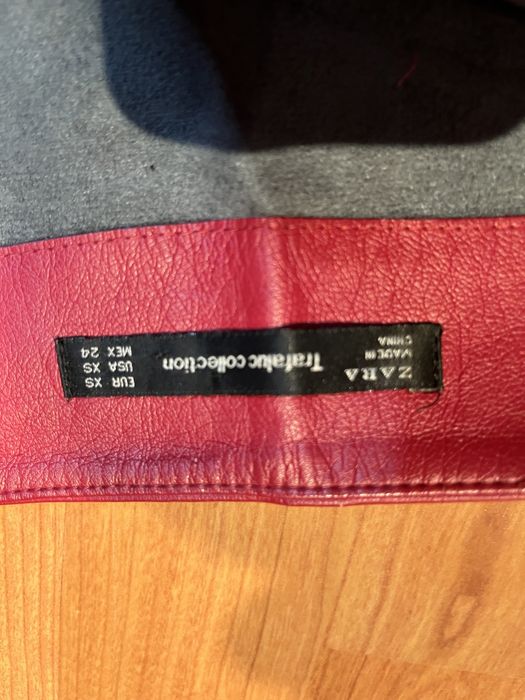 ZARA
MADE IN
CHINA
Trafaluc collection
EUR XS
USA XS
MEX 24